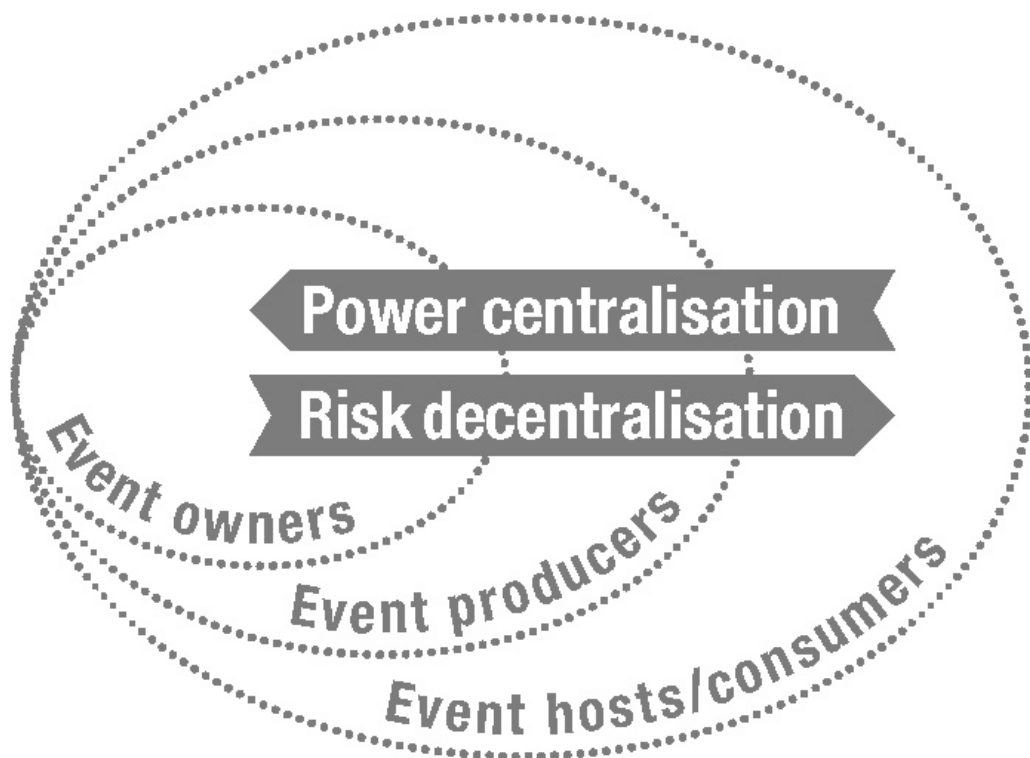 Power centralisation
Risk decentralisation
Event owners
Event producers
Event hosts/consumers